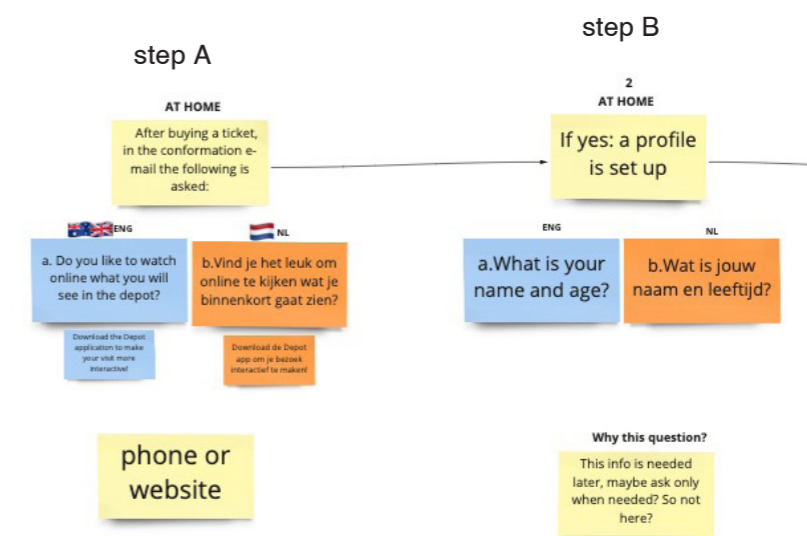 step A
step B
AT HOME
After buying a ticket,
in the conformation e-
mail the following is
asked:
2
AT HOME
If yes: a profile
is set up
ENG
NL
a. Do you like to watch
online what you will
see in the depot?
b.Vind je het leuk om
online te kijken wat je
binnenkort gaat zien?
Download the Depot
application to make
your visit more
interactive!
Download de Depot
app om je bezoek
interactief te maken!
ENG
NL
a.What is your
name and age?
b.Wat is jouw
naam en leeftijd?
phone or
website
Why this question?
This info is needed
later, maybe ask only
when needed? So not
here?